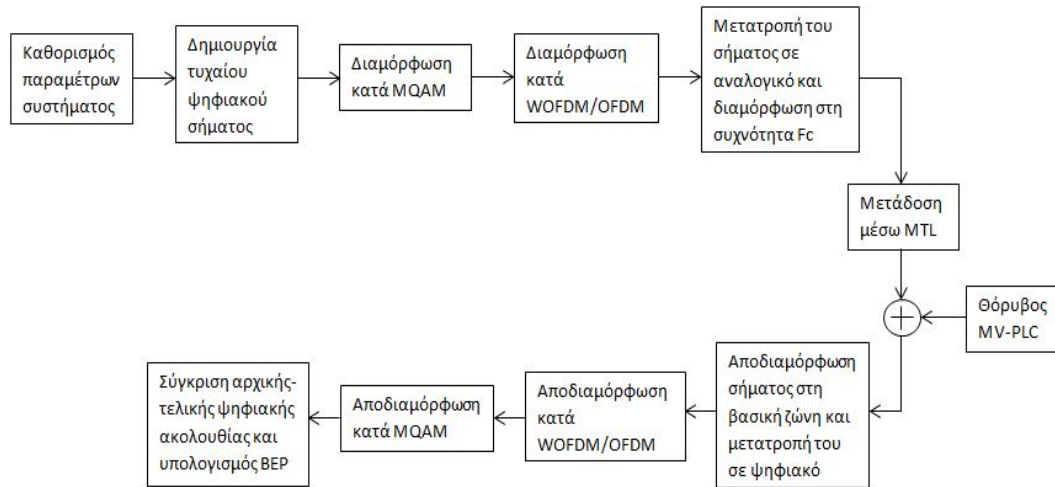 Καθορισμός
παραμέτρων
συστήματος
Δημιουργία
τυχαίου
ψηφιακού
σήματος
Διαμόρφωση
κατά MQAM
Διαμόρφωση
κατά
WOFDM/OFDM
Μετατροπή του
σήματος σε
αναλογικό και
διαμόρφωση στη
συχνότητα Fc
Μετάδοση
μέσω MTL
Θόρυβος
MV-PLC
Αποδιαμόρφωση
σήματος στη
βασική ζώνη και
μετατροπή του
σε ψηφιακό
Αποδιαμόρφωση
κατά
WOFDM/OFDM
Αποδιαμόρφωση
κατά MQAM
Σύγκριση αρχικής-
τελικής ψηφιακής
ακολουθίας και
υπολογισμός BEP